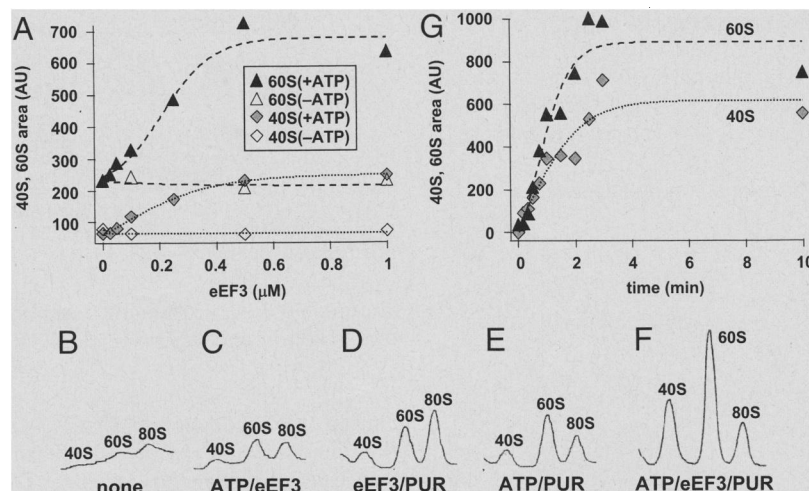 A
700
600
500
400
300
200
100
40S, 60S area (AU)
60S(+ATP)
60S(–ATP)
40S(+ATP)
40S(–ATP)
0 0.2 0.4 0.6 0.8 1
eEF3 (μM)
G
1000
800
600
400
200
0
40S, 60S area (AU)
60S
40S
0 2 4 6 8 10
time (min)
B
40S 60S 80S
none
C
40S 60S 80S
ATP/eEF3
D
40S 60S 80S
eEF3/PUR
E
40S 60S 80S
ATP/PUR
F
40S 60S 80S
ATP/eEF3/PUR